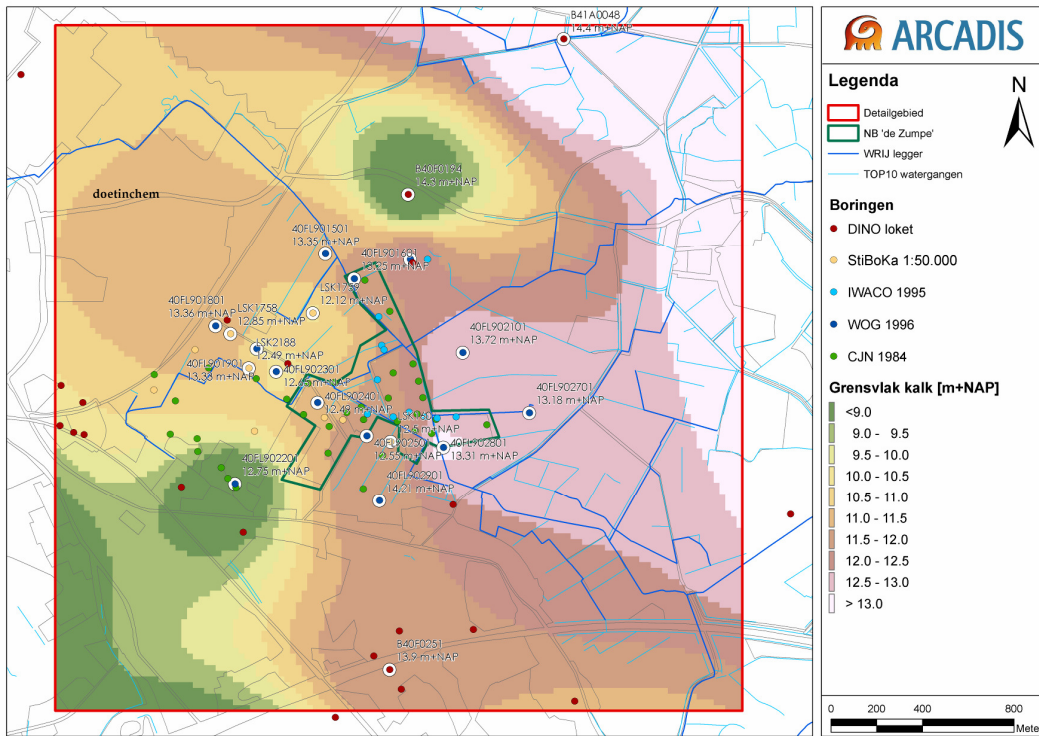 B41A0048
14.4 m+NAP
B40F0194
14.3 m+NAP
doetinchem
40FL901501
13.35 m+NAP
40FL901601
13.25 m+NAP
LSK1759
12.12 m+NAP
40FL901801
13.36 m+NAP
LSK1758
12.85 m+NAP
LSK2188
12.49 m+NAP
40FL901901
13.38 m+NAP
40FL902301
40FL902401
12.49 m+NAP
40FL902101
13.72 m+NAP
40FL902701
13.18 m+NAP
12.5 m+NAP
40FL902501
40FL902801
13.31 m+NAP
40FL902201
12.75 m+NAP
40FL902901
14.21 m+NAP
B40F0251
13.9 m+NAP
ARCADIS
Legenda
N
Detailgebied
NB 'de Zumpe'
WRIJ legger
TOP10 watergangen
Boringen
DINO loket
StiBoKa 1:50.000
IWACO 1995
WOG 1996
CJN 1984
Grensvlak kalk [m+NAP]
<9.0
9.0 - 9.5
9.5 - 10.0
10.0 - 10.5
10.5 - 11.0
11.0 - 11.5
11.5 - 12.0
12.0 - 12.5
12.5 - 13.0
> 13.0
0 200 400 800
Mete